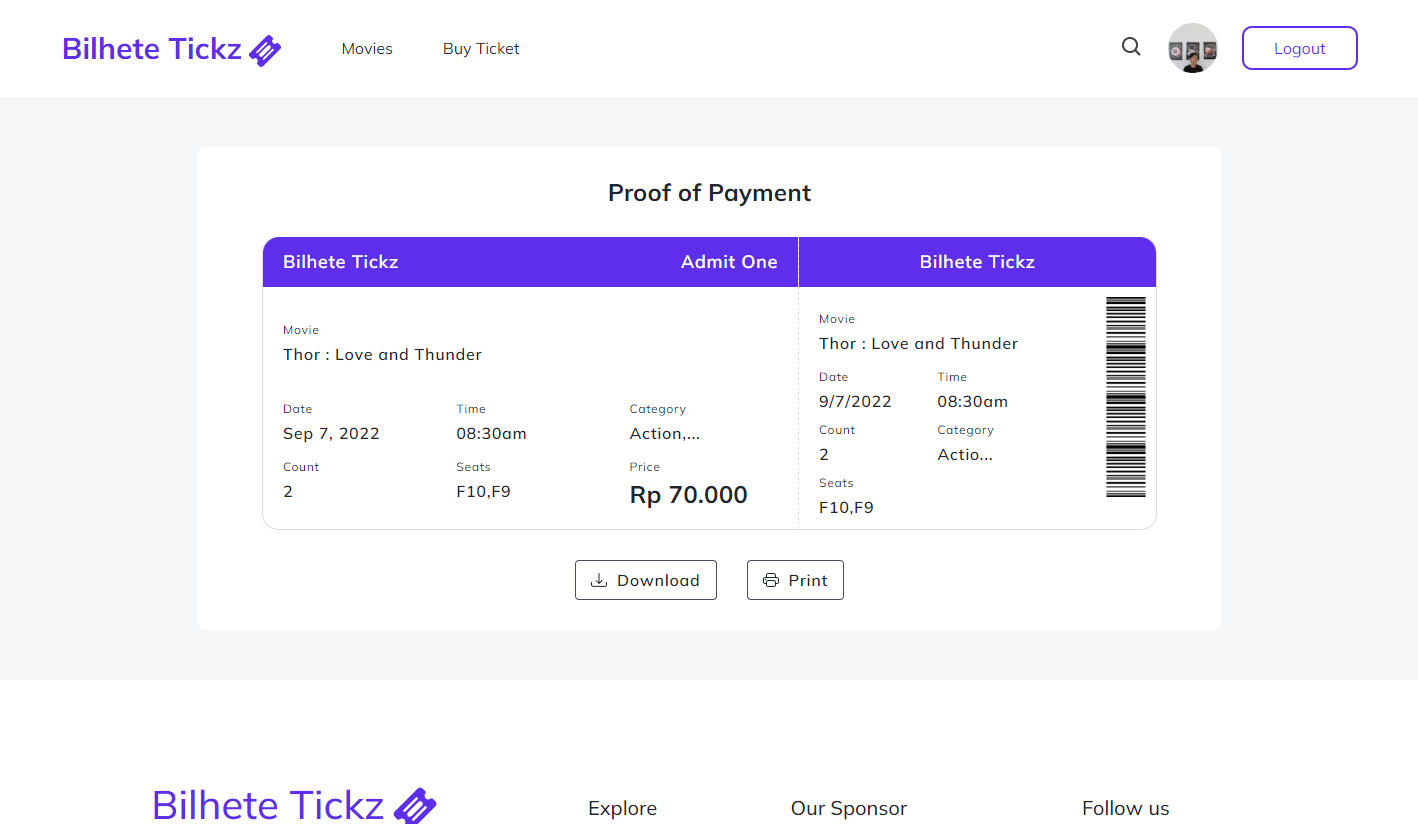 Bilhete Tickz
Movies
Buy Ticket
Logout
Proof of Payment
Bilhete Tickz
Admit One
Movie
Thor : Love and Thunder
Date
Time
Category
Sep 7, 2022
08:30am
Action,...
Count
Seats
Price
2
F10,F9
Rp 70.000
Bilhete Tickz
Movie
Thor : Love and Thunder
Date
Time
9/7/2022
08:30am
Count
Category
2
Actio...
Seats
F10,F9
Download
Print
Bilhete Tickz
Explore
Our Sponsor
Follow us